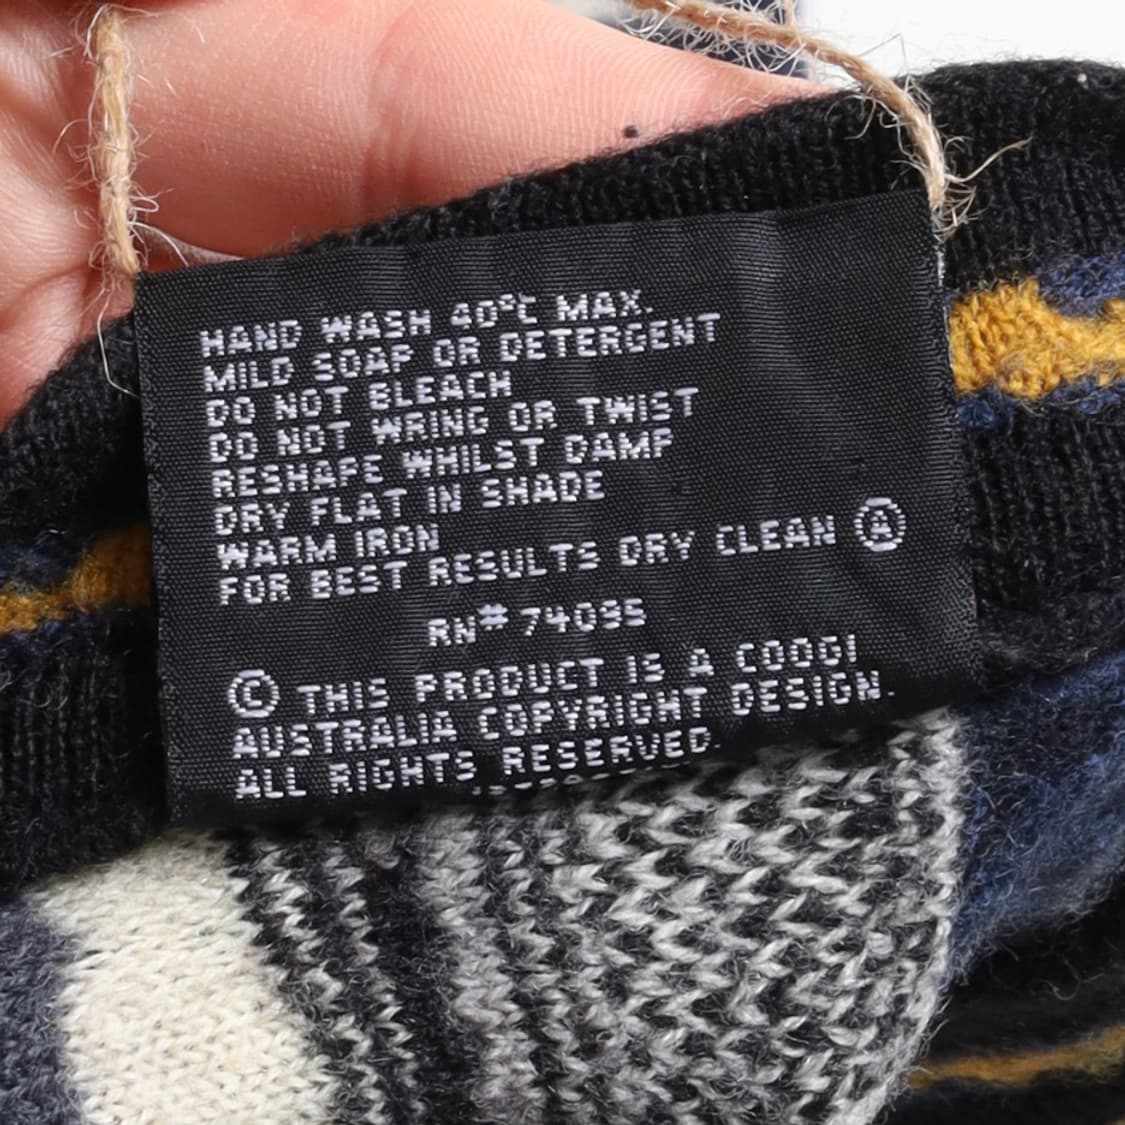 HAND WASH 40°C MAX.
MILD SOAP OR DETERGENT
DO NOT BLEACH
DO NOT WRING OR TWIST
RESHAPE WHILST DAMP
DRY FLAT IN SHADE
WARM IRON
FOR BEST RESULTS DRY CLEAN Ⓐ
RN# 74095
© THIS PRODUCT IS A COOGI
AUSTRALIA COPYRIGHT DESIGN.
ALL RIGHTS RESERVED.